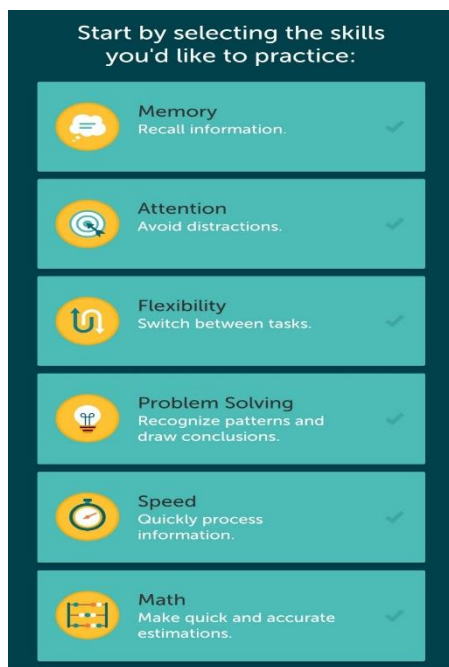 Start by selecting the skills
you'd like to practice:
Memory
Recall information.
Attention
Avoid distractions.
Flexibility
Switch between tasks.
Problem Solving
Recognize patterns and
draw conclusions.
Speed
Quickly process
information.
Math
Make quick and accurate
estimations.